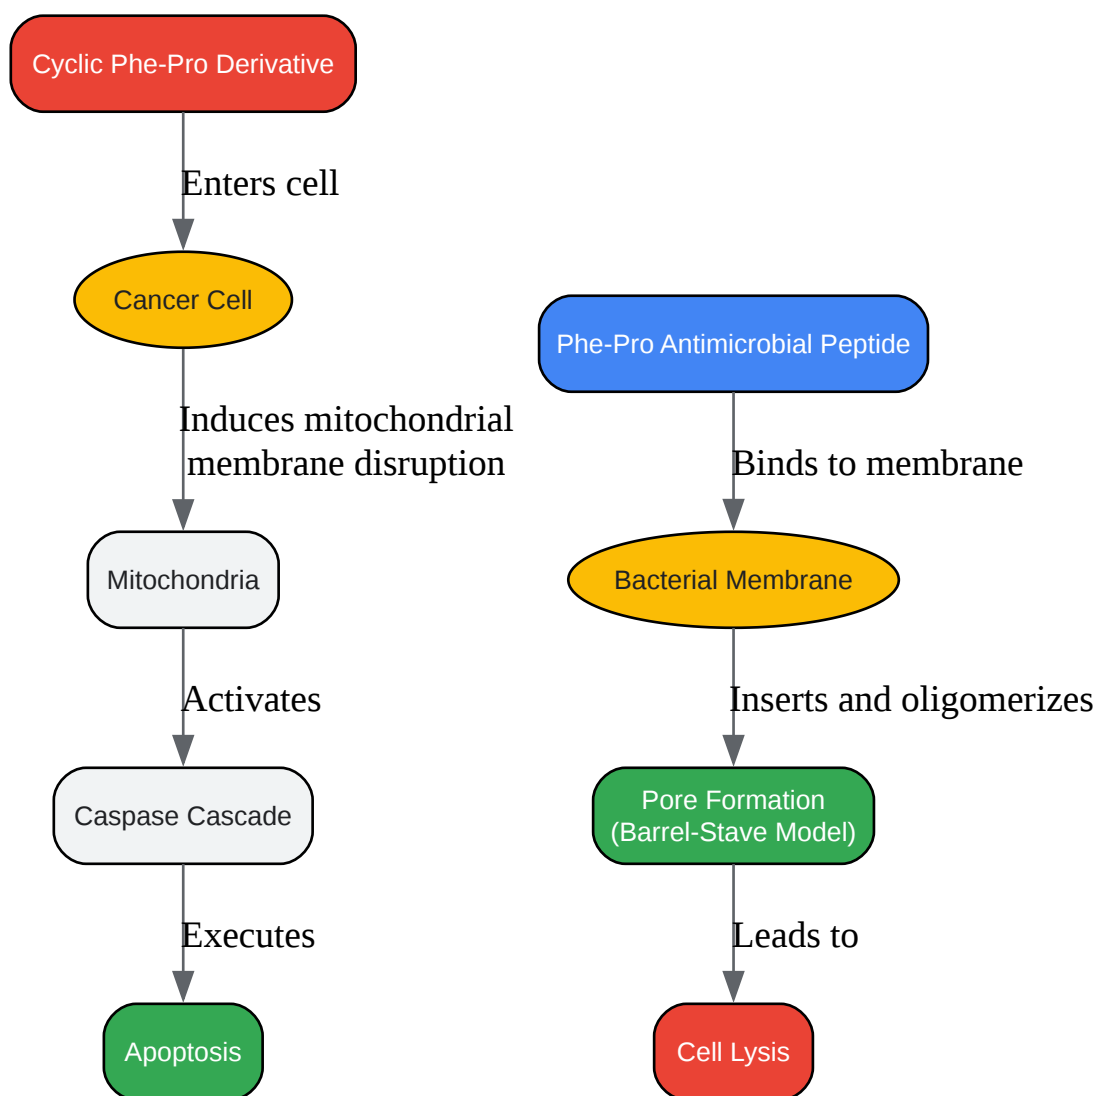 Cyclic Phe-Pro Derivative
Enters cell
Cancer Cell
Induces mitochondrial
membrane disruption
Mitochondria
Activates
Caspase Cascade
Executes
Apoptosis
Phe-Pro Antimicrobial Peptide
Binds to membrane
Bacterial Membrane
Inserts and oligomerizes
Pore Formation
(Barrel-Stave Model)
Leads to
Cell Lysis